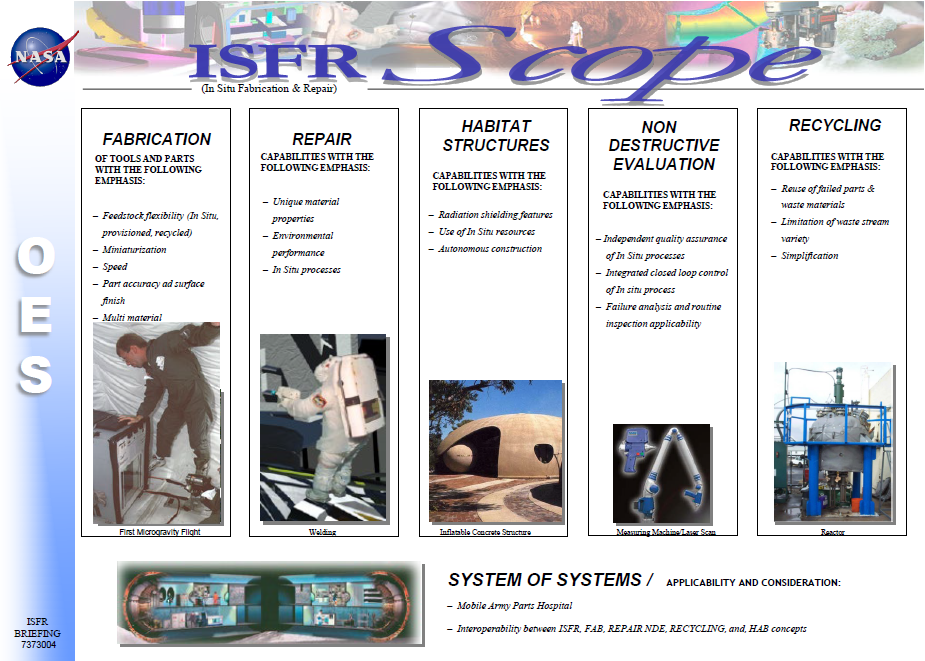 NASA
ISFR Scope
(In Situ Fabrication & Repair)
OES
FABRICATION
OF TOOLS AND PARTS
WITH THE FOLLOWING
EMPHASIS:
– Feedstock flexibility (In Situ,
provisioned, recycled)
– Miniaturization
– Speed
– Part accuracy ad surface
finish
– Multi material
First Microgravity Flight
REPAIR
CAPABILITIES WITH THE
FOLLOWING EMPHASIS:
– Unique material
properties
– Environmental
performance
– In Situ processes
Welding
HABITAT
STRUCTURES
CAPABILITIES WITH THE
FOLLOWING EMPHASIS:
– Radiation shielding features
– Use of In Situ resources
– Autonomous construction
Inflatable Concrete Structure
NON
DESTRUCTIVE
EVALUATION
CAPABILITIES WITH THE
FOLLOWING EMPHASIS:
– Independent quality assurance
of In Situ processes
– Integrated closed loop control
of In situ process
– Failure analysis and routine
inspection applicability
Measuring Machine/Laser Scan
RECYCLING
CAPABILITIES WITH THE
FOLLOWING EMPHASIS:
– Reuse of failed parts &
waste materials
– Limitation of waste stream
variety
– Simplification
Reactor
SYSTEM OF SYSTEMS / APPLICABILITY AND CONSIDERATION:
– Mobile Army Parts Hospital
– Interoperability between ISFR, FAB, REPAIR NDE, RECYCLING, and, HAB concepts
ISFR
BRIEFING
7373004